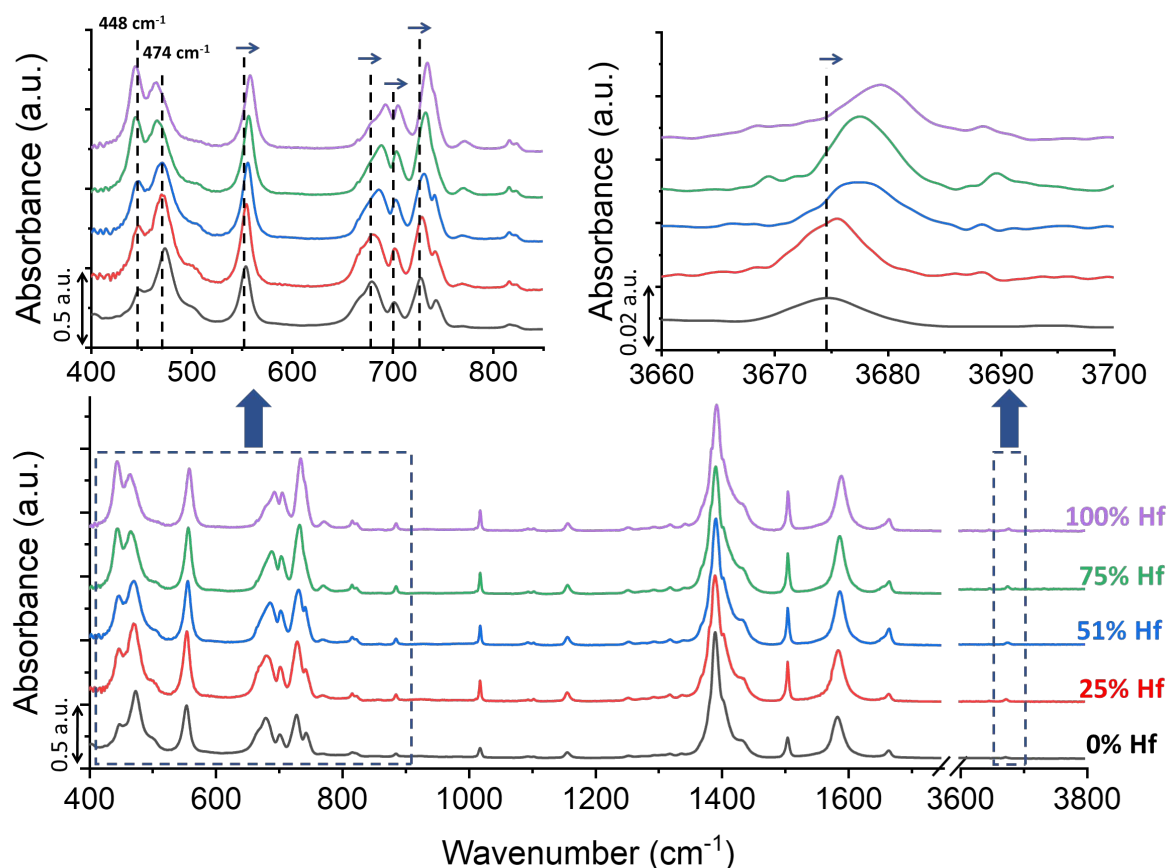 448 cm⁻¹
474 cm⁻¹
Absorbance (a.u.)
0.5 a.u.
400 500 600 700 800
Absorbance (a.u.)
0.02 a.u.
3660 3670 3680 3690 3700
Absorbance (a.u.)
0.5 a.u.
100% Hf
75% Hf
51% Hf
25% Hf
0% Hf
400 600 800 1000 1200 1400 1600 3600 3800
Wavenumber (cm⁻¹)